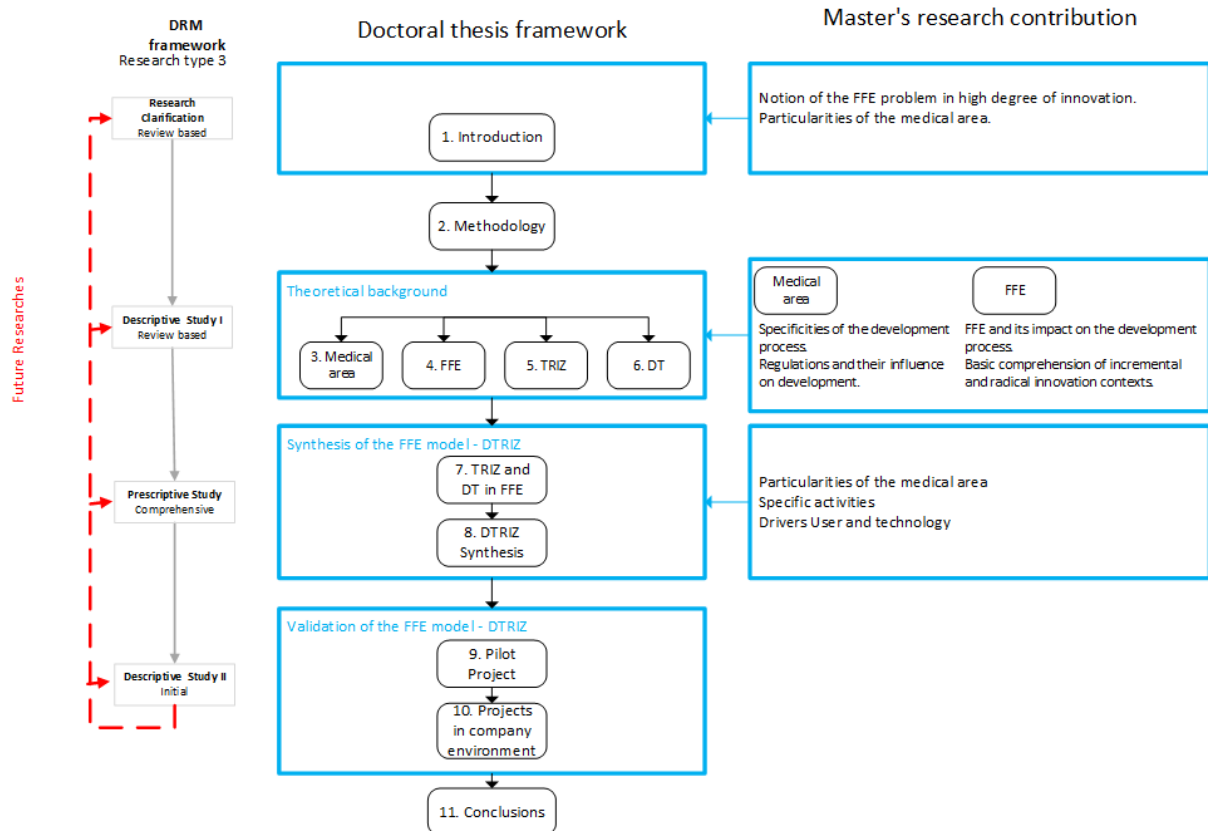 DRM
framework
Research type 3
Doctoral thesis framework
Master's research contribution
Research
Clarification
Review based
1. Introduction
Notion of the FFE problem in high degree of innovation.
Particularities of the medical area.
2. Methodology
Future Researches
Descriptive Study I
Review based
Theoretical background
3. Medical
area
4. FFE
5. TRIZ
6. DT
Medical
area
Specificities of the development
process.
Regulations and their influence
on development.
FFE
FFE and its impact on the development
process.
Basic comprehension of incremental
and radical innovation contexts.
Prescriptive Study
Comprehensive
Synthesis of the FFE model - DTRIZ
7. TRIZ and
DT in FFE
8. DTRIZ
Synthesis
Particularities of the medical area
Specific activities
Drivers User and technology
Descriptive Study II
Initial
Validation of the FFE model - DTRIZ
9. Pilot
Project
10. Projects
in company
environment
11. Conclusions